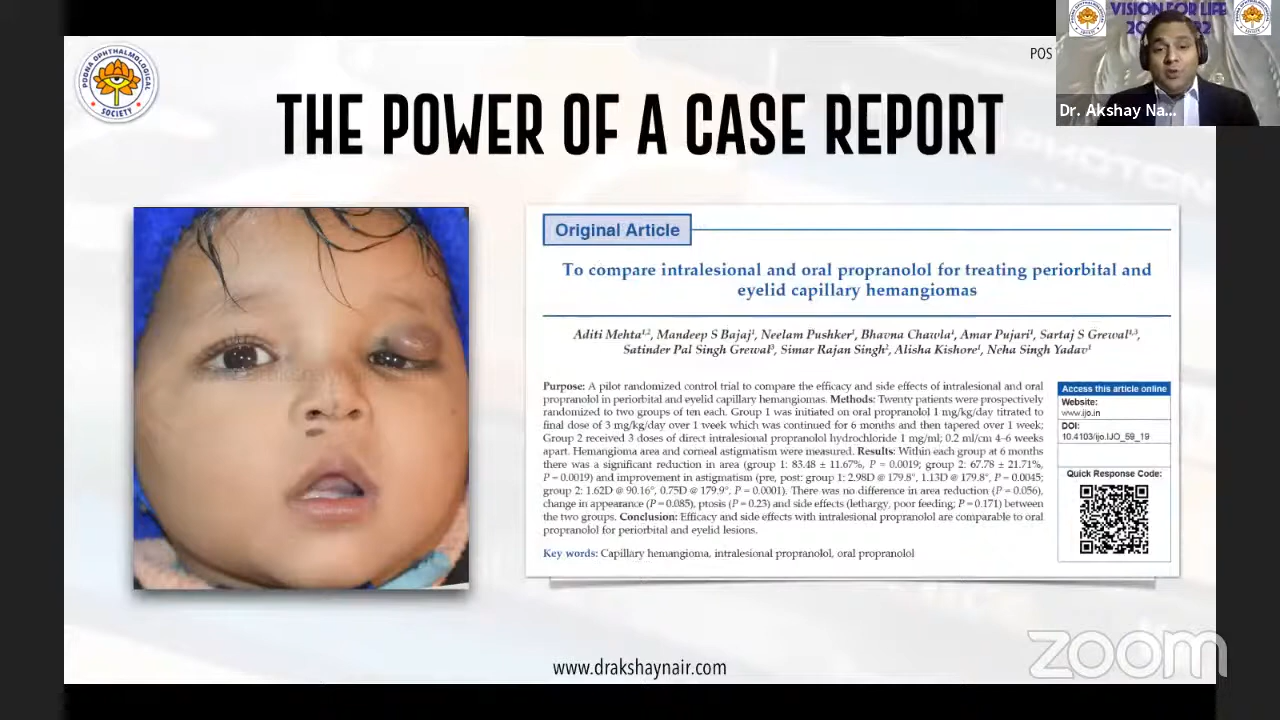 POONA OPHTHALMOLOGICAL
SOCIETY
POS
VISION FOR LIFE
Dr. Akshay Na...
THE POWER OF A CASE REPORT
Original Article
To compare intralesional and oral propranolol for treating periorbital and
eyelid capillary hemangiomas
Aditi Mehta1,2, Mandeep S Bajaj1, Neelam Pushker1, Bhavna Chawla1, Amar Pujari1, Sartaj S Grewal1,3,
Satinder Pal Singh Grewal3, Simar Rajan Singh2, Alisha Kishore1, Neha Singh Yadav1
Purpose: A pilot randomized control trial to compare the efficacy and side effects of intralesional and oral
propranolol in periorbital and eyelid capillary hemangiomas. Methods: Twenty patients were prospectively
randomized to two groups of ten each. Group 1 was initiated on oral propranolol 1 mg/kg/day titrated to
final dose of 3 mg/kg/day over 1 week which was continued for 6 months and then tapered over 1 week;
Group 2 received 3 doses of direct intralesional propranolol hydrochloride 1 mg/ml; 0.2 ml/cm 4–6 weeks
apart. Hemangioma area and corneal astigmatism were measured. Results: Within each group at 6 months
there was a significant reduction in area (group 1: 83.48 ± 11.67%, P = 0.0019; group 2: 67.78 ± 21.71%,
P = 0.0019) and improvement in astigmatism (pre, post: group 1: 2.98D @ 179.8°, 1.13D @ 179.8°, P = 0.0045;
group 2: 1.62D @ 90.16°, 0.75D @ 179.9°, P = 0.0001). There was no difference in area reduction (P = 0.056),
change in appearance (P = 0.085), ptosis (P = 0.23) and side effects (lethargy, poor feeding; P = 0.171) between
the two groups. Conclusion: Efficacy and side effects with intralesional propranolol are comparable to oral
propranolol for periorbital and eyelid lesions.
Key words: Capillary hemangioma, intralesional propranolol, oral propranolol
Access this article online
Website:
www.ijo.in
DOI:
10.4103/ijo.IJO_59_19
Quick Response Code:
www.drakshaynair.com
zoom